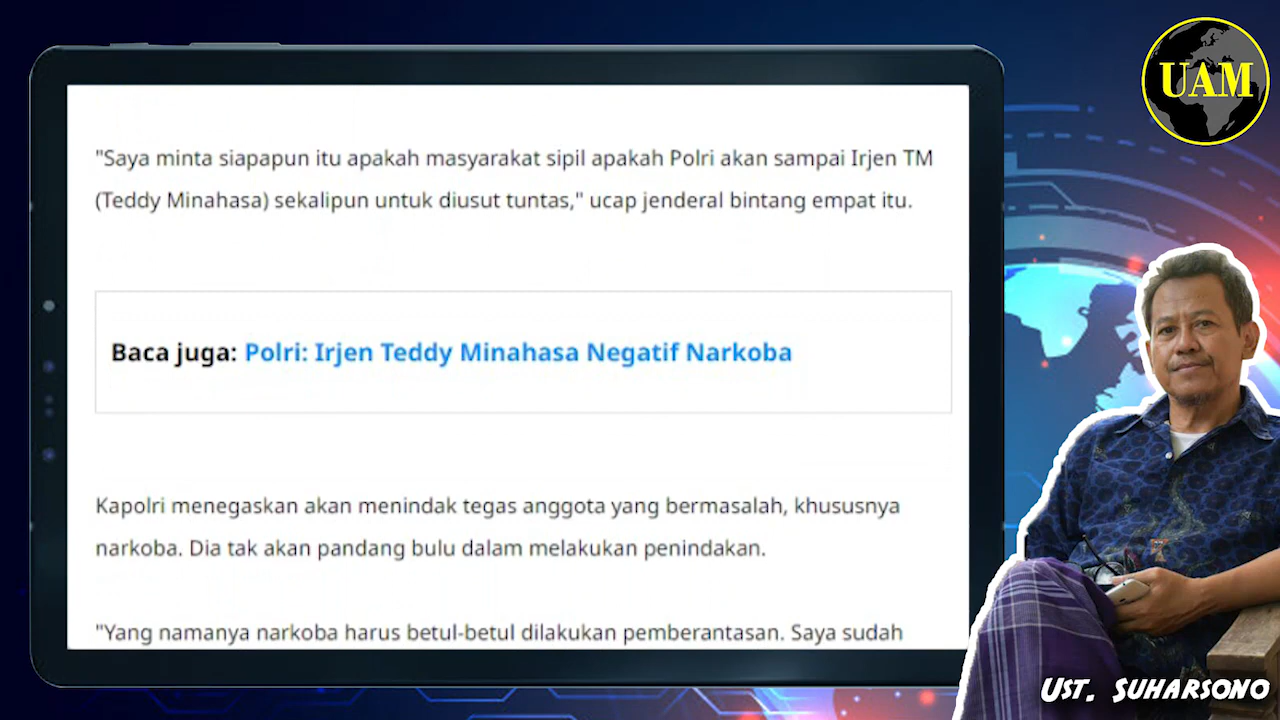 UAM
"Saya minta siapapun itu apakah masyarakat sipil apakah Polri akan sampai Irjen TM
(Teddy Minahasa) sekalipun untuk diusut tuntas," ucap jenderal bintang empat itu.
Baca juga: Polri: Irjen Teddy Minahasa Negatif Narkoba
Kapolri menegaskan akan menindak tegas anggota yang bermasalah, khususnya
narkoba. Dia tak akan pandang bulu dalam melakukan penindakan.
"Yang namanya narkoba harus betul-betul dilakukan pemberantasan. Saya sudah
UST. SUHARSONO